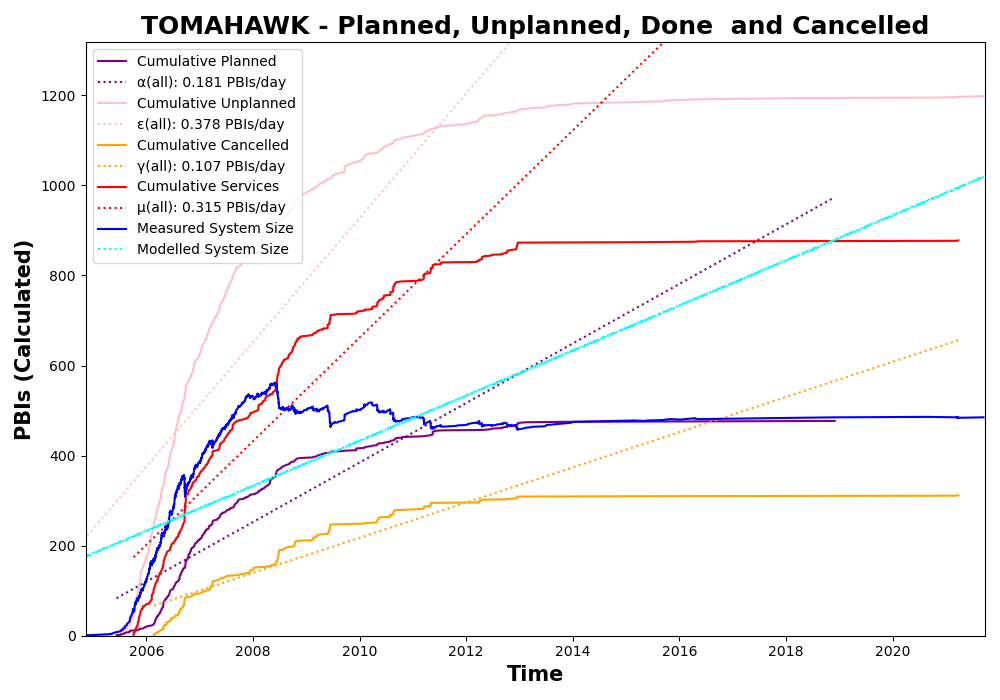 TOMAHAWK - Planned, Unplanned, Done  and Cancelled
Cumulative Planned
α(all): 0.181 PBIs/day
Cumulative Unplanned
ε(all): 0.378 PBIs/day
Cumulative Cancelled
γ(all): 0.107 PBIs/day
Cumulative Services
μ(all): 0.315 PBIs/day
Measured System Size
Modelled System Size
PBIs (Calculated)
1200
1000
800
600
400
200
0
2006 2008 2010 2012 2014 2016 2018 2020
Time